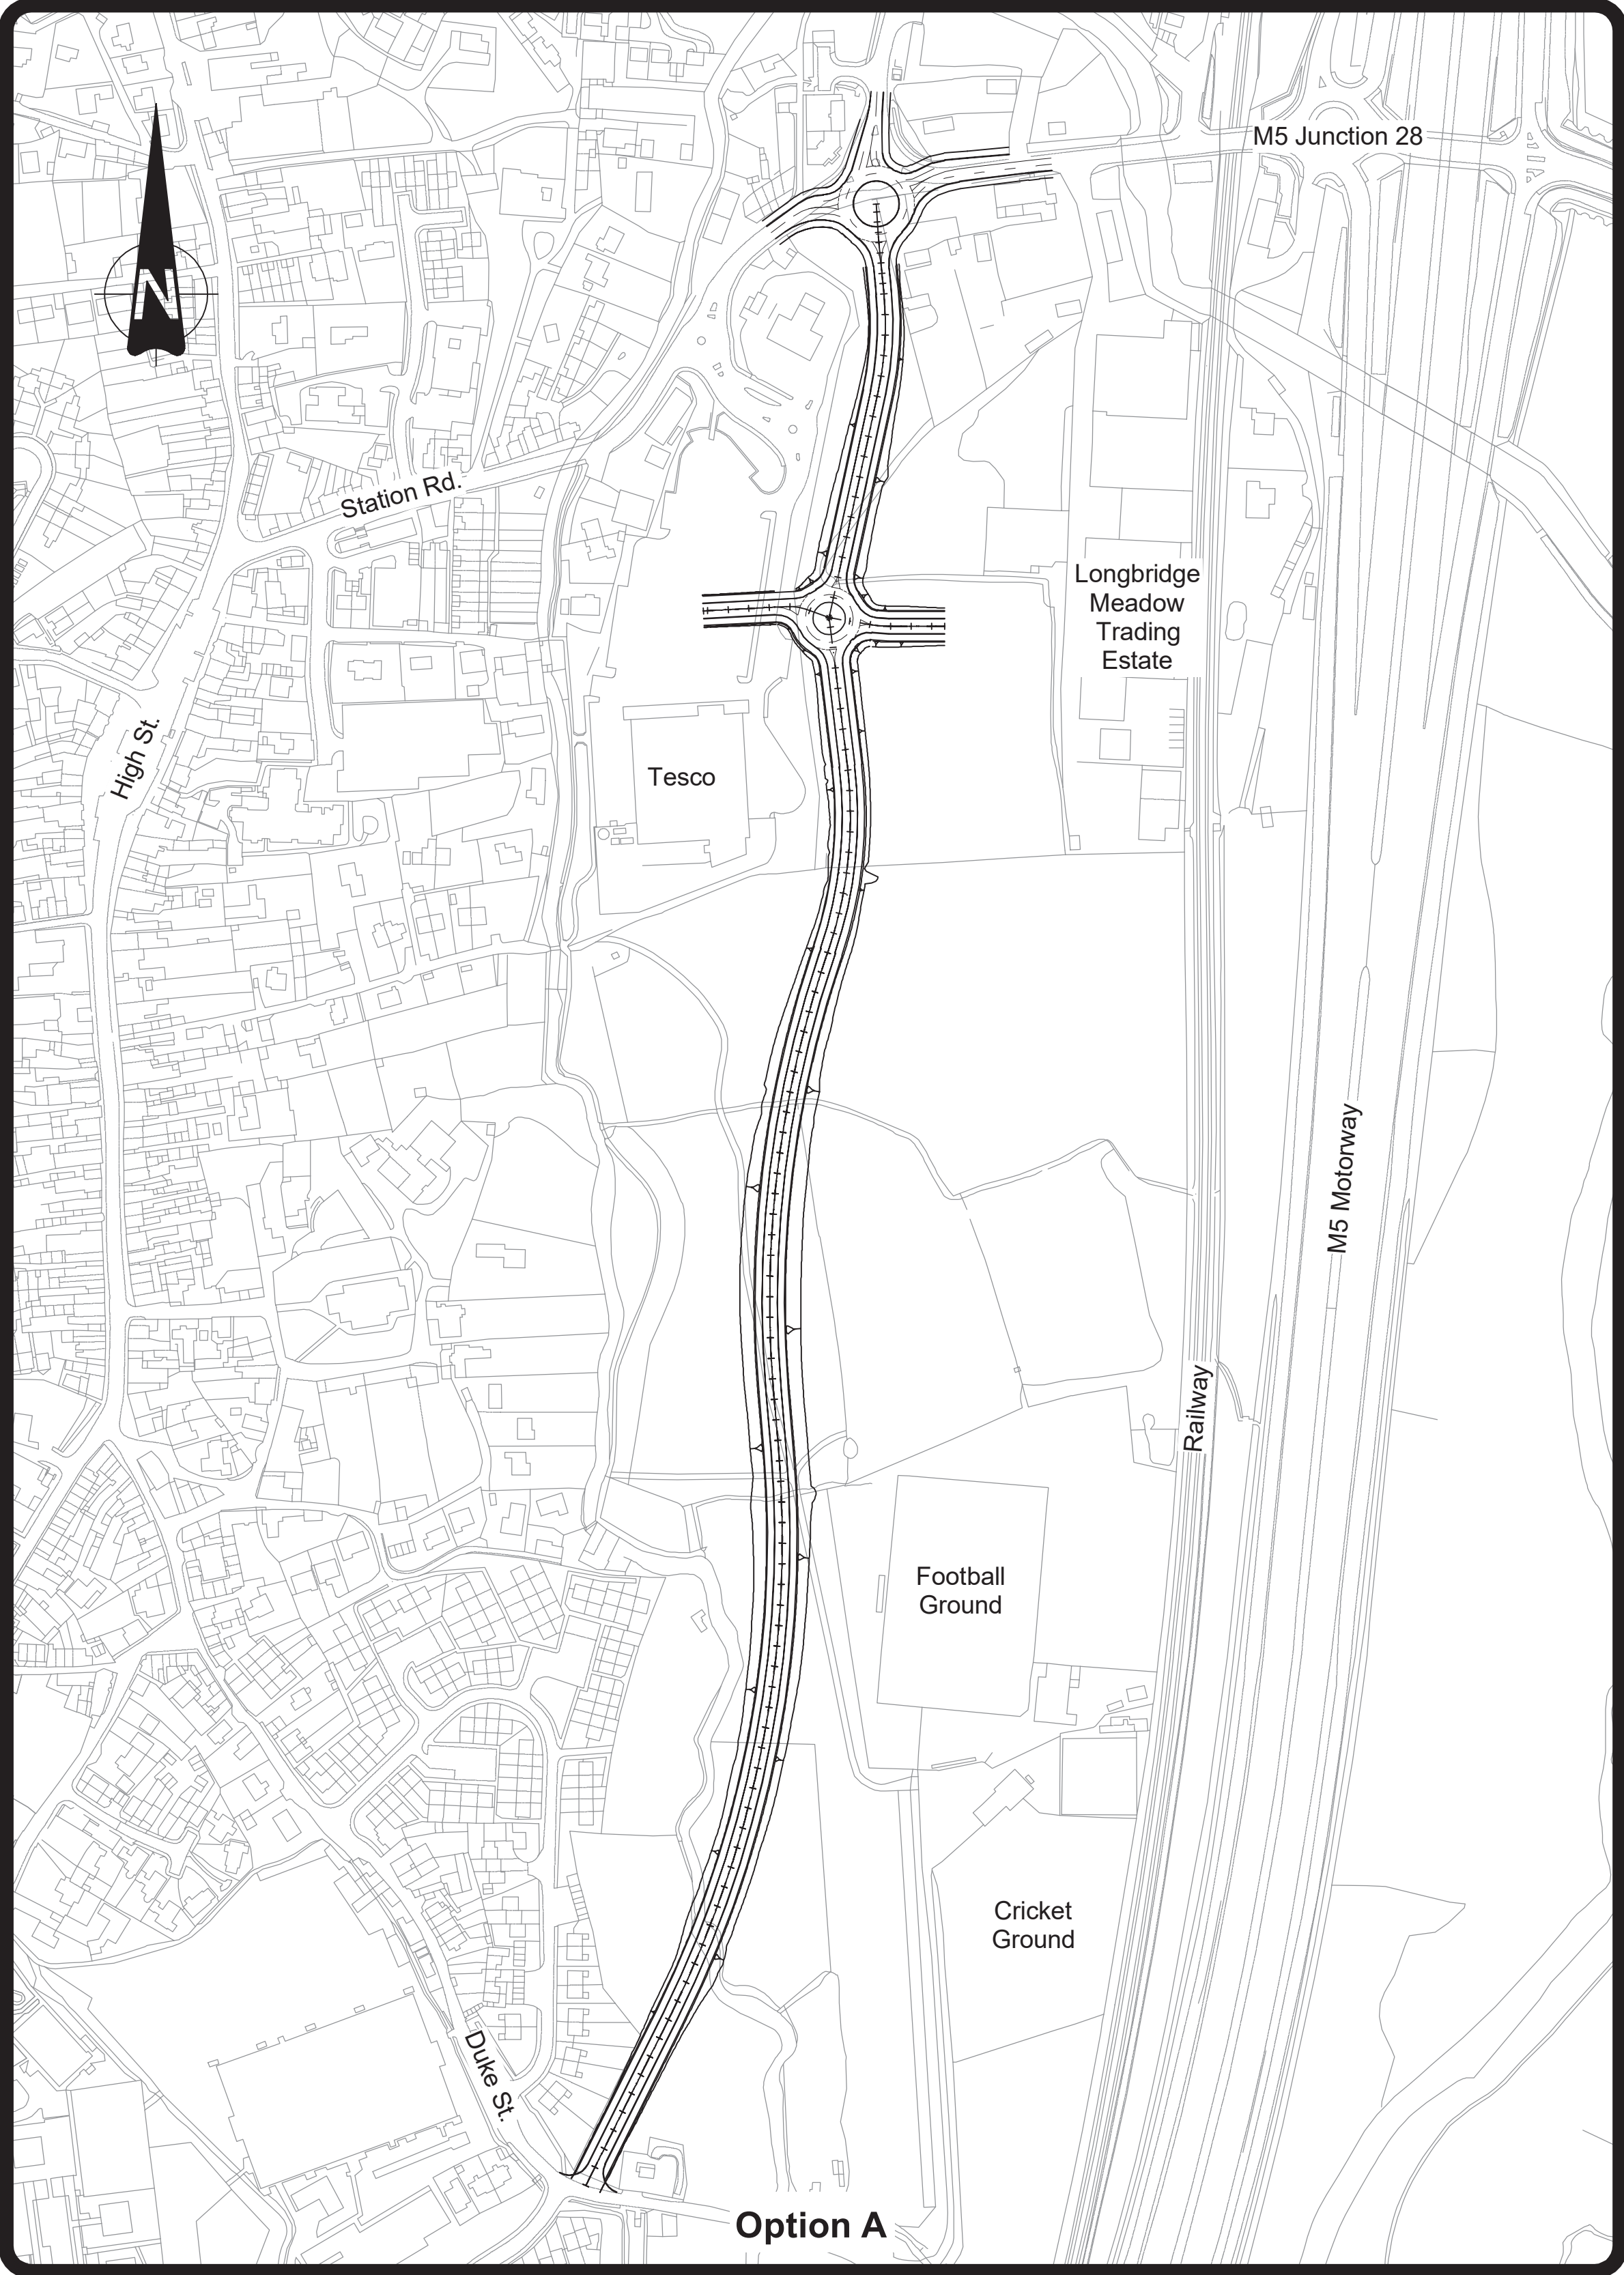 M5 Junction 28
N
Station Rd.
Longbridge
Meadow
Trading
Estate
High St.
Tesco
M5 Motorway
Railway
Football
Ground
Cricket
Ground
Duke St.
Option A